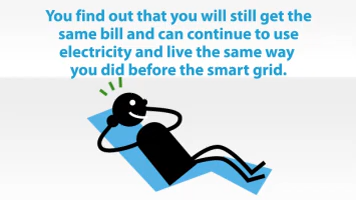 You find out that you will still get the
same bill and can continue to use
electricity and live the same way
you did before the smart grid.